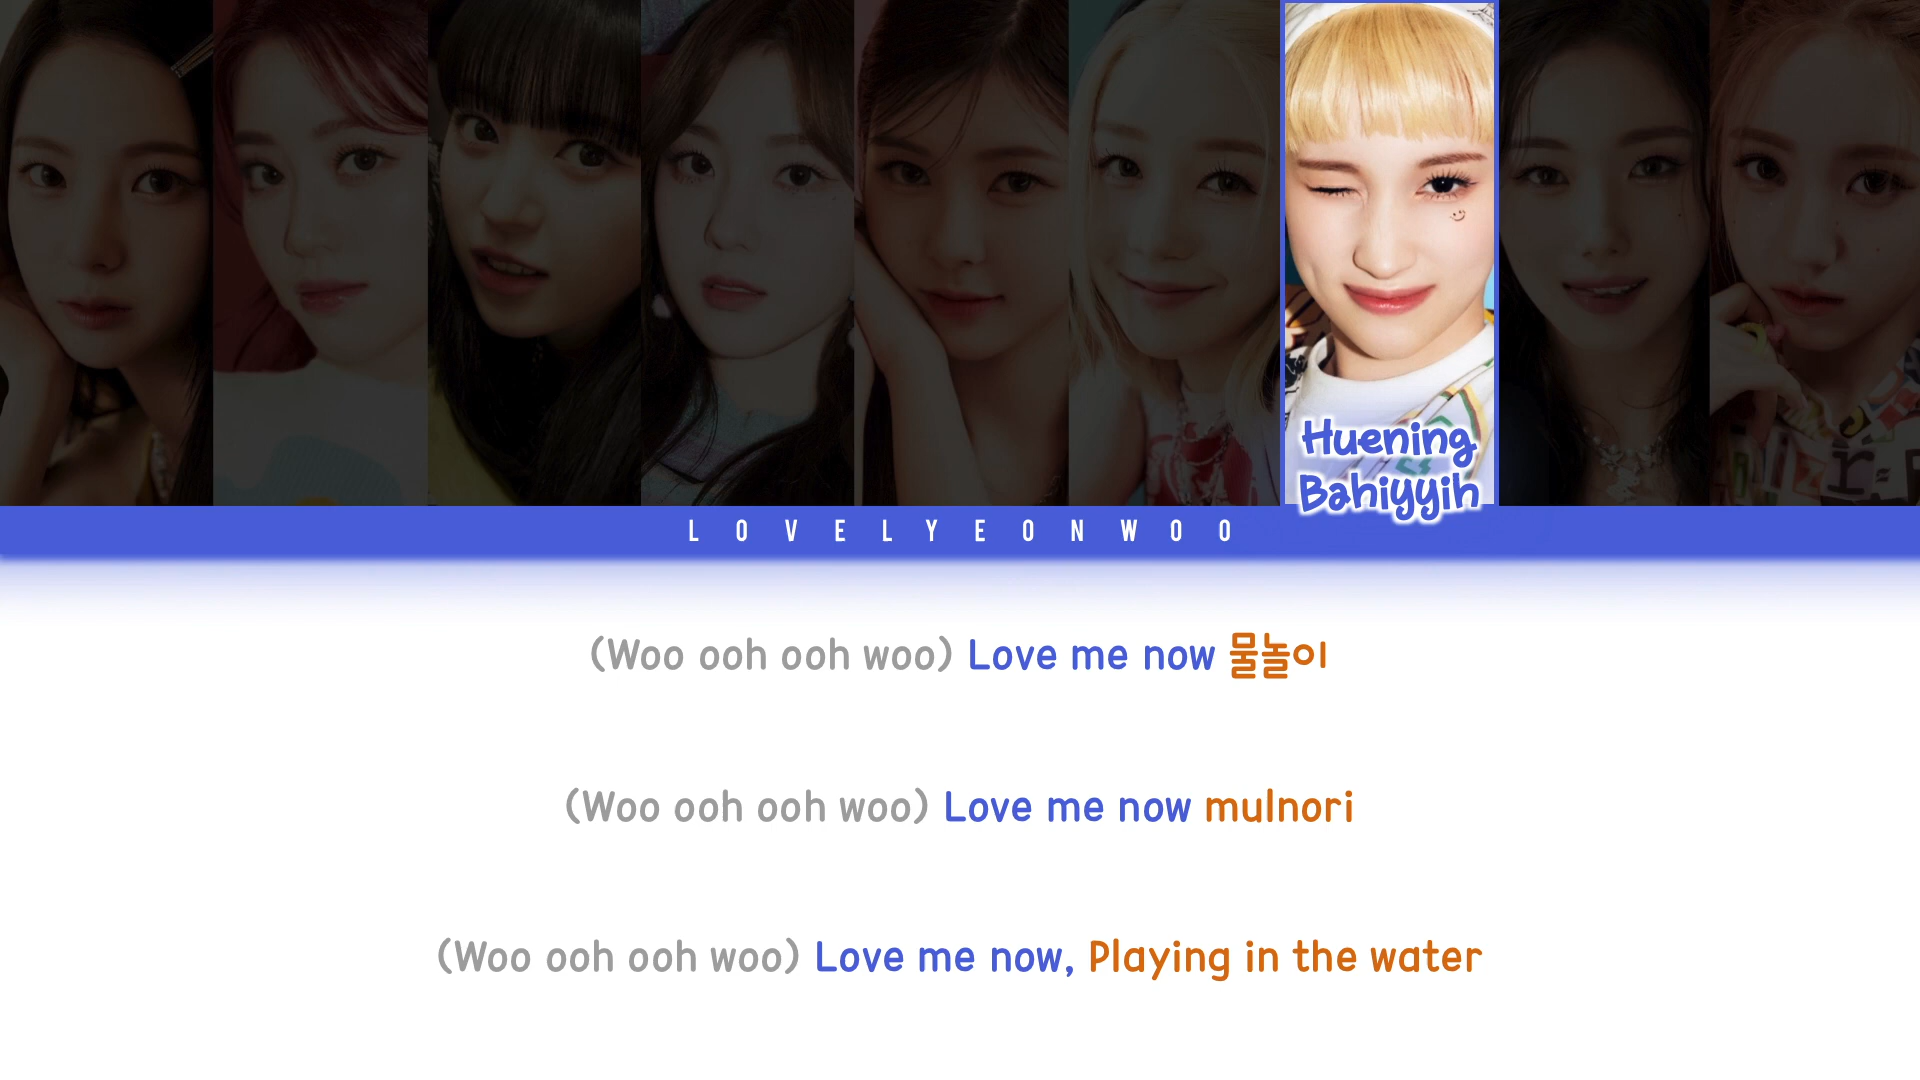 Huening
Bahiyyih
LOVELYEONWOO
(Woo ooh ooh woo) Love me now 물놀이
(Woo ooh ooh woo) Love me now mulnori
(Woo ooh ooh woo) Love me now, Playing in the water